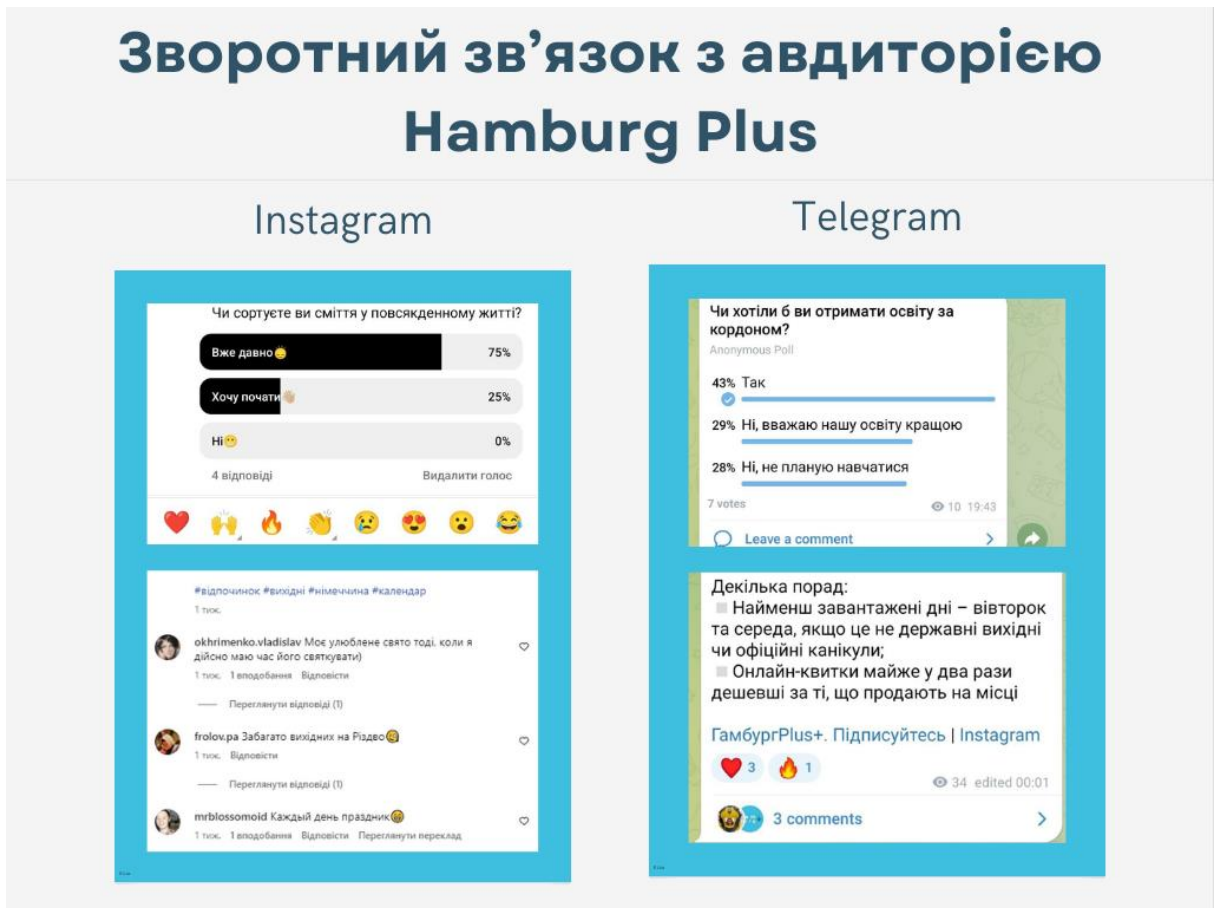 Зворотний зв’язок з авдиторією
Hamburg Plus
Instagram
Чи сортуєте ви сміття у повсякденному житті?
Вже давно🌞 75%
Хочу почати👋🏼 25%
Ні😶 0%
4 відповіді Видалити голос
#відпочинок #вихідні #німеччина #календар
1 тиж.
okhrimenko.vladislav Моє улюблене свято тоді, коли я
дійсно маю час його святкувати)
1 тиж. 1 вподобання Відповісти
Переглянути відповіді (1)
frolov.pa Забагато вихідних на Різдво
1 тиж. Відповісти
Переглянути відповіді (1)
mrblossomoid Каждый день праздник
1 тиж. 1 вподобання Відповісти Переглянути переклад
Telegram
Чи хотіли б ви отримати освіту за
кордоном?
Anonymous Poll
43% Так
29% Ні, вважаю нашу освіту кращою
28% Ні, не планую навчатися
7 votes 10 19:43
Leave a comment
Декілька порад:
Найменш завантажені дні – вівторок
та середа, якщо це не державні вихідні
чи офіційні канікули;
Онлайн-квитки майже у два рази
дешевші за ті, що продають на місці
ГамбургPlus+. Підписуйтесь | Instagram
❤️ 3 🔥 1
34 edited 00:01
3 comments